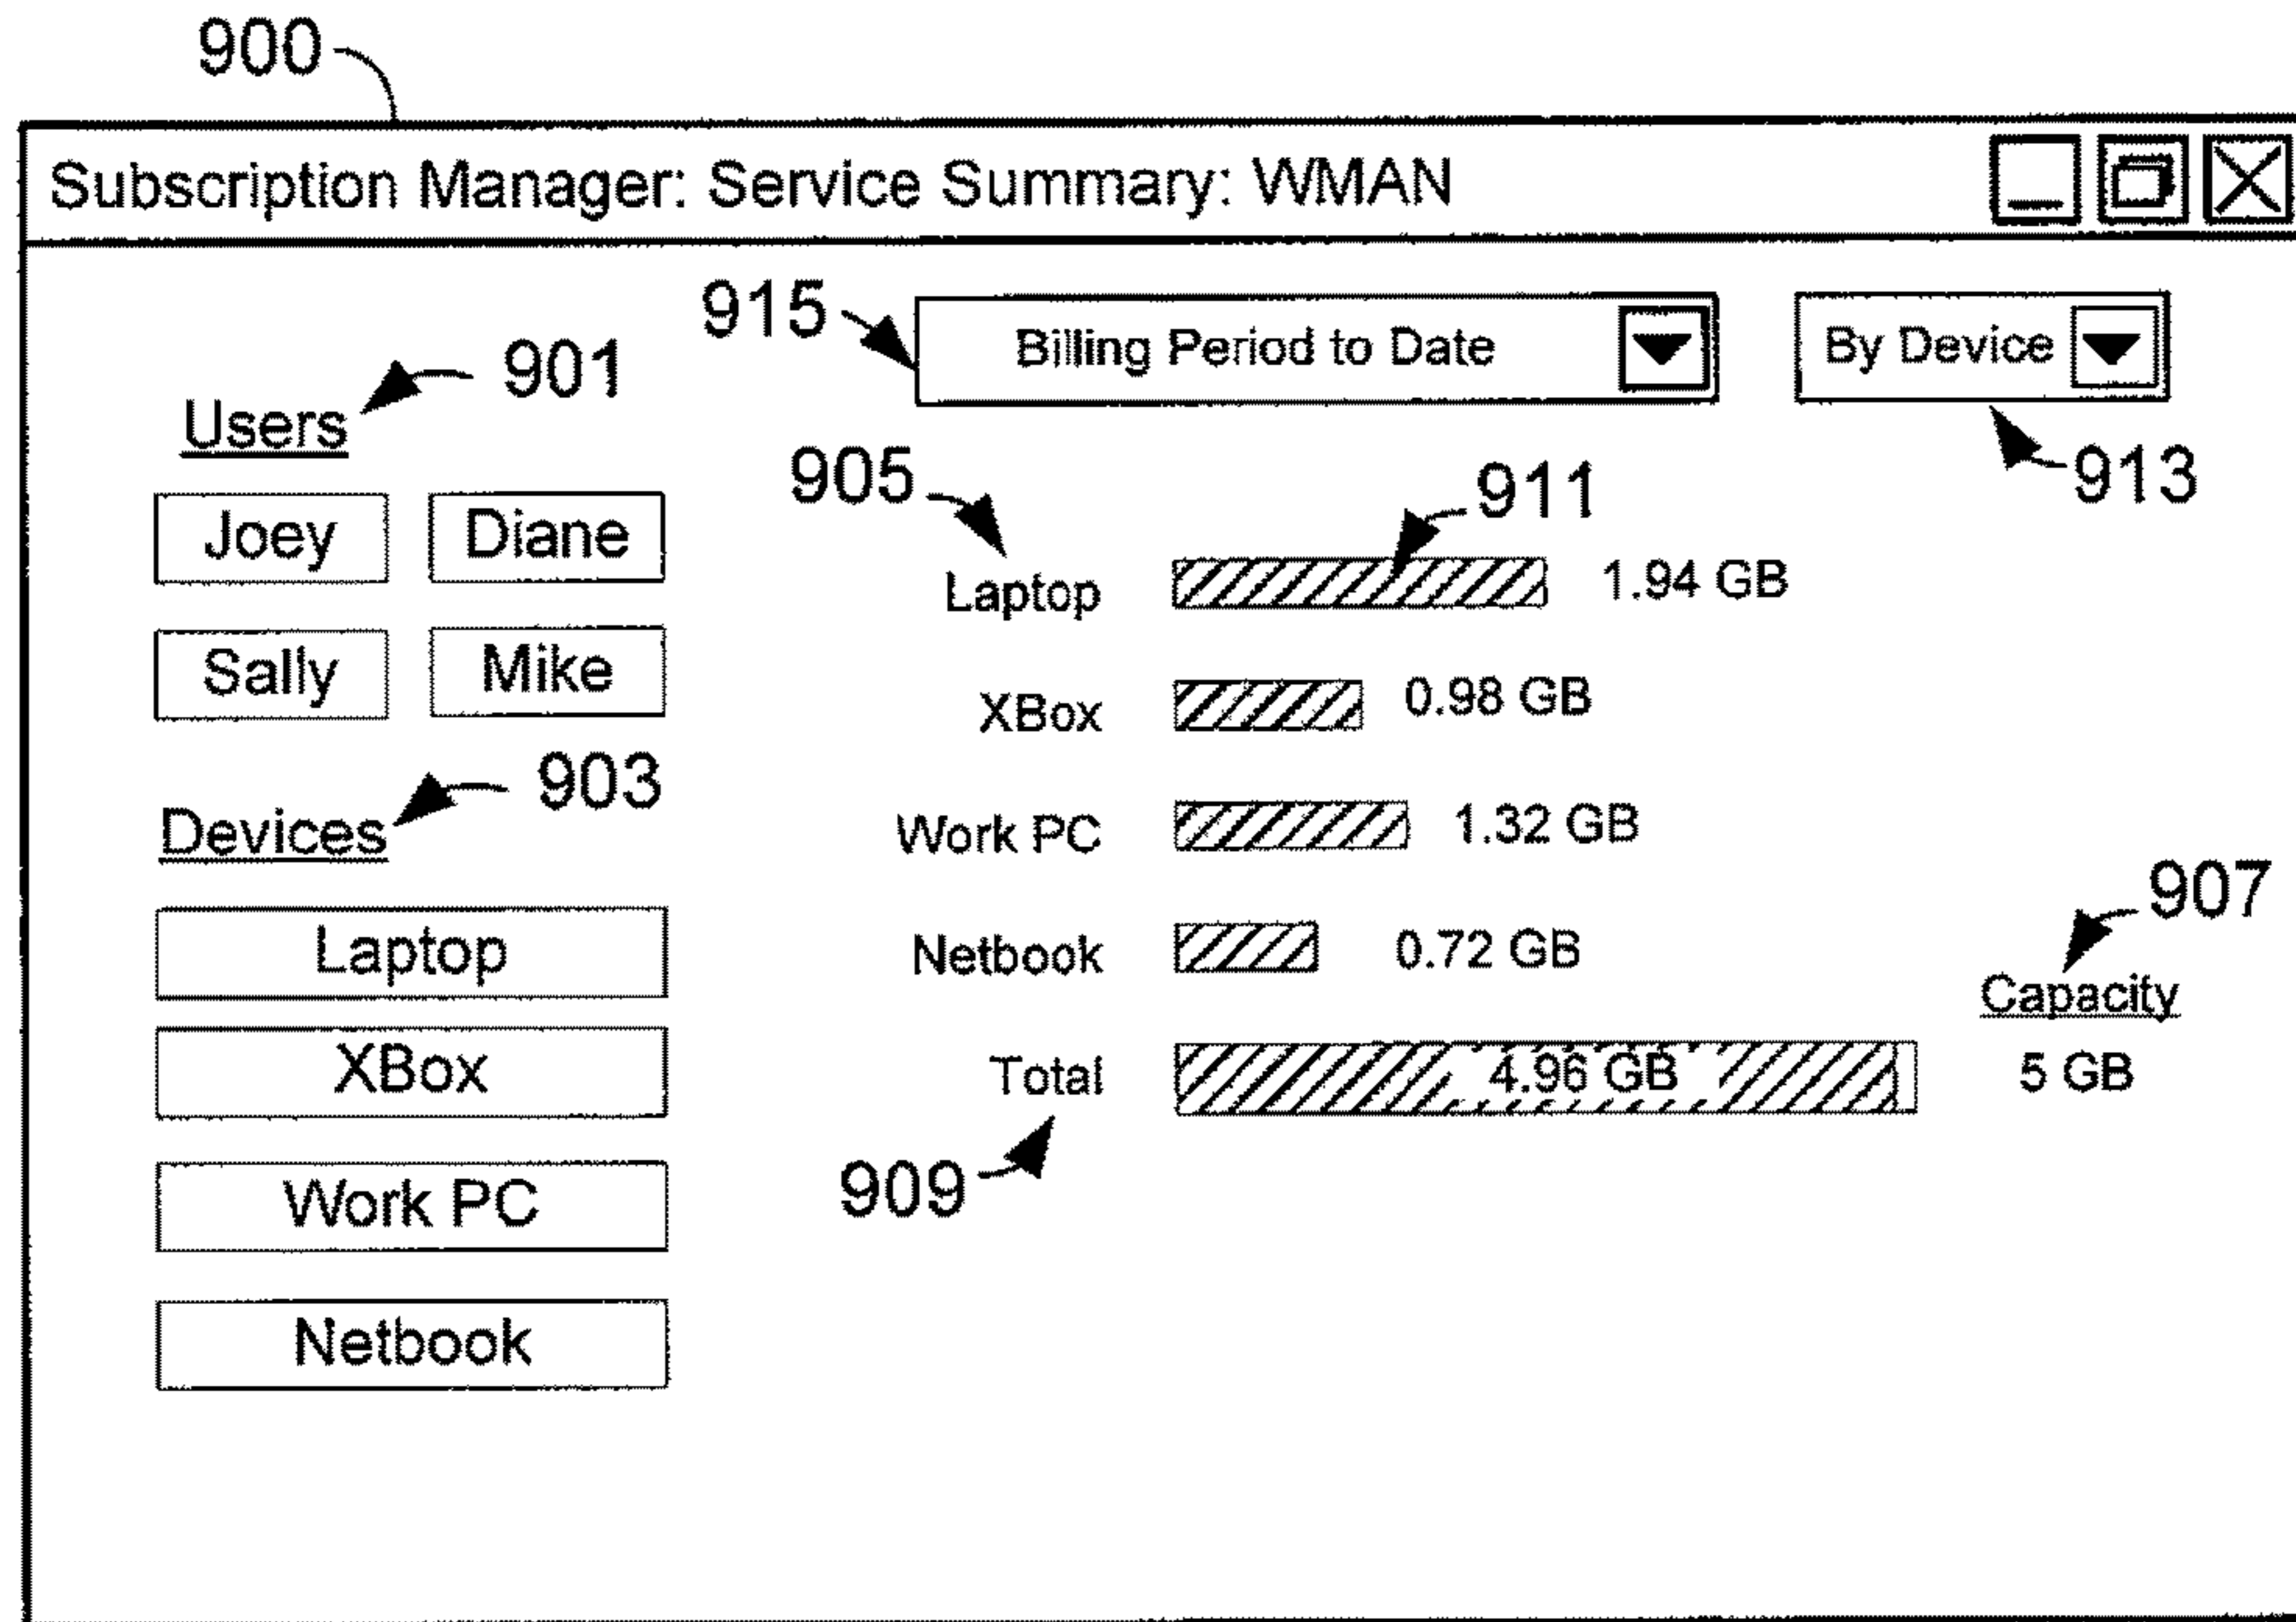 900
Subscription Manager: Service Summary: WMAN
915
Billing Period to Date
By Device
901
Users
913
905
911
Joey
Diane
Laptop
1.94 GB
Sally
Mike
XBox
0.98 GB
903
Devices
Work PC
1.32 GB
907
Laptop
Netbook
0.72 GB
Capacity
XBox
Total
4.96 GB
5 GB
909
Work PC
Netbook